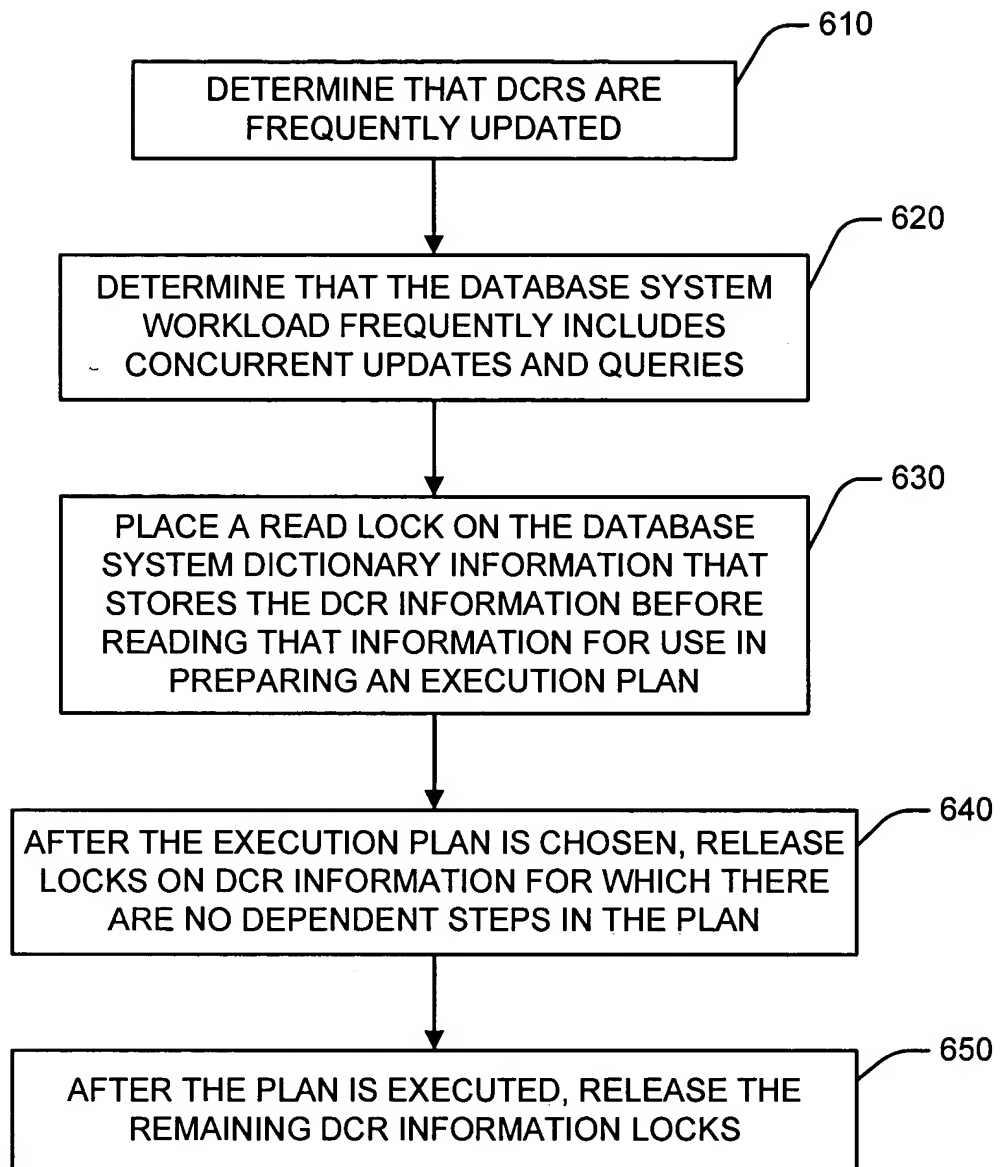 610
DETERMINE THAT DCRS ARE
FREQUENTLY UPDATED
620
DETERMINE THAT THE DATABASE SYSTEM
WORKLOAD FREQUENTLY INCLUDES
CONCURRENT UPDATES AND QUERIES
630
PLACE A READ LOCK ON THE DATABASE
SYSTEM DICTIONARY INFORMATION THAT
STORES THE DCR INFORMATION BEFORE
READING THAT INFORMATION FOR USE IN
PREPARING AN EXECUTION PLAN
640
AFTER THE EXECUTION PLAN IS CHOSEN, RELEASE
LOCKS ON DCR INFORMATION FOR WHICH THERE
ARE NO DEPENDENT STEPS IN THE PLAN
650
AFTER THE PLAN IS EXECUTED, RELEASE THE
REMAINING DCR INFORMATION LOCKS